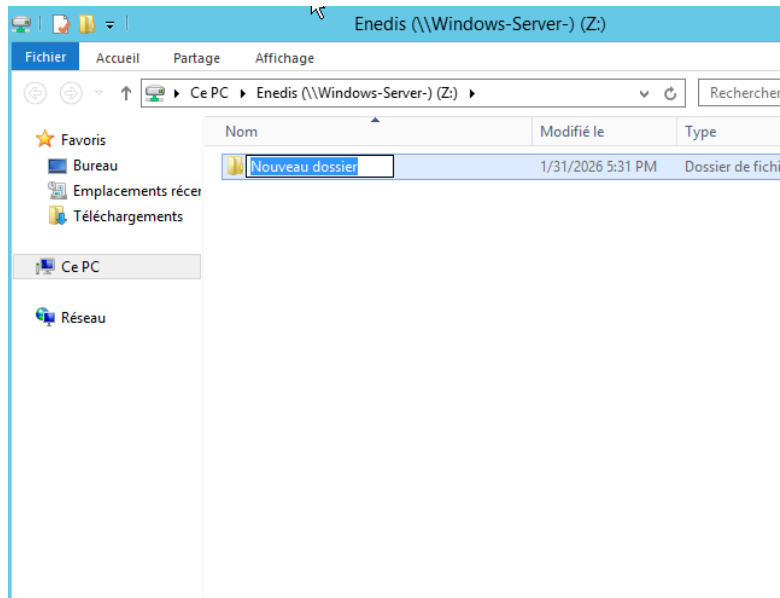 Enedis (\\Windows-Server-) (Z:)
Fichier Accueil Partage Affichage
Ce PC Enedis (\\Windows-Server-) (Z:) Rechercher
Favoris
Bureau
Emplacements récer
Téléchargements
Ce PC
Réseau
Nom Modifié le Type
Nouveau dossier 1/31/2026 5:31 PM Dossier de fichi